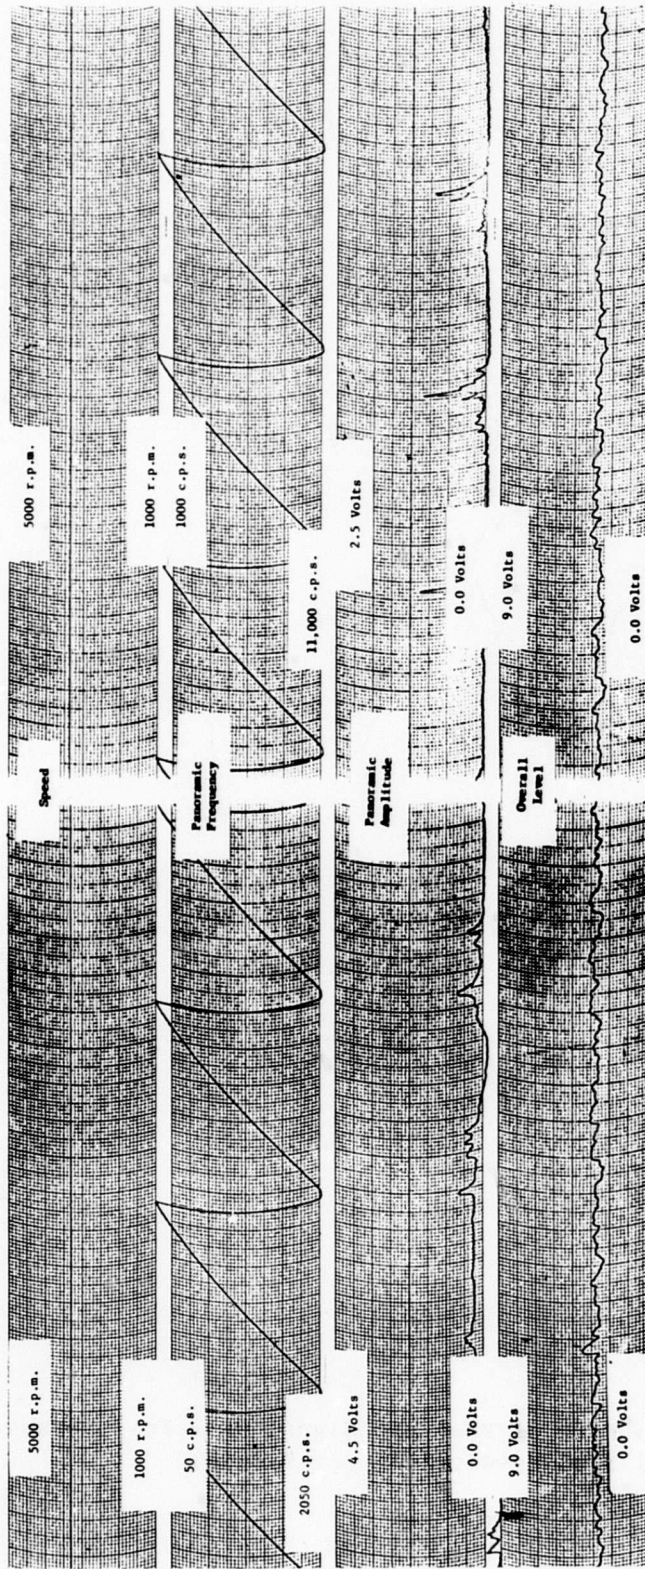 5000 r.p.m.
1000 r.p.m.
1000 c.p.s.
11,000 c.p.s.
2.5 Volts
0.0 Volts
9.0 Volts
0.0 Volts
Speed
Panoramic
Frequency
Panoramic
Amplitude
Overall
Level
5000 r.p.m.
1000 r.p.m.
50 c.p.s.
2050 c.p.s.
4.5 Volts
0.0 Volts
9.0 Volts
0.0 Volts